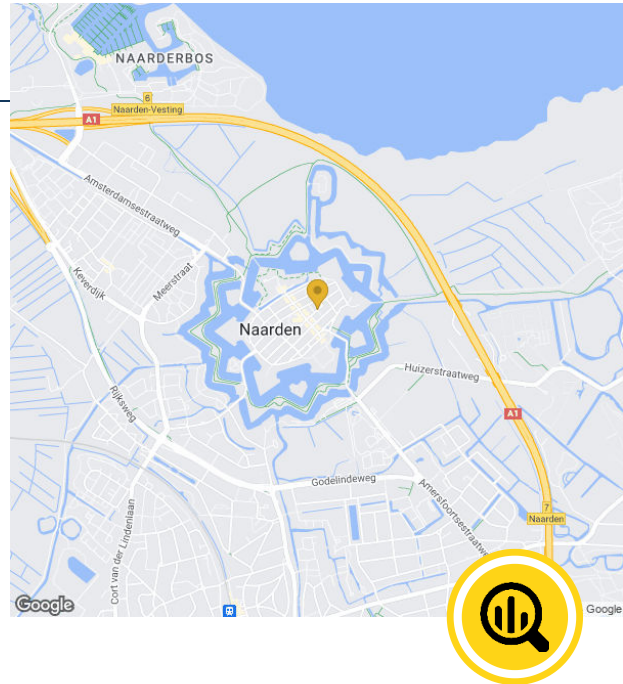 NAARDERBOS
6
Naarden-Vesting
A1
Amsterdamsestraatweg
Meerstraat
Keverdijk
Naarden
Huizerstraatweg
Rijksweg
A1
Godelindeweg
Amersfoortsestraatweg
7
Naarden
Cort van der Lindenlaan
Google
Google